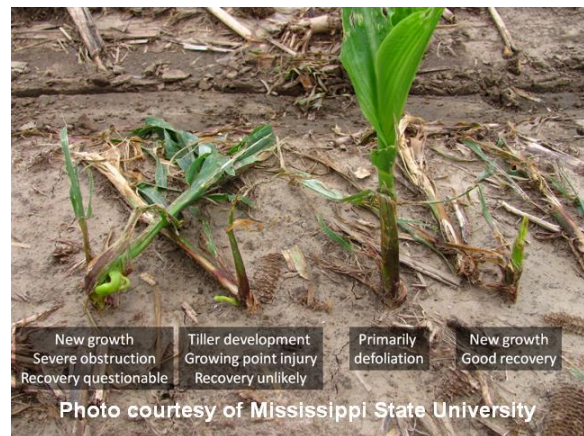 New growth
Severe obstruction
Recovery questionable
Tiller development
Growing point injury
Recovery unlikely
Primarily
defoliation
New growth
Good recovery
Photo courtesy of Mississippi State University